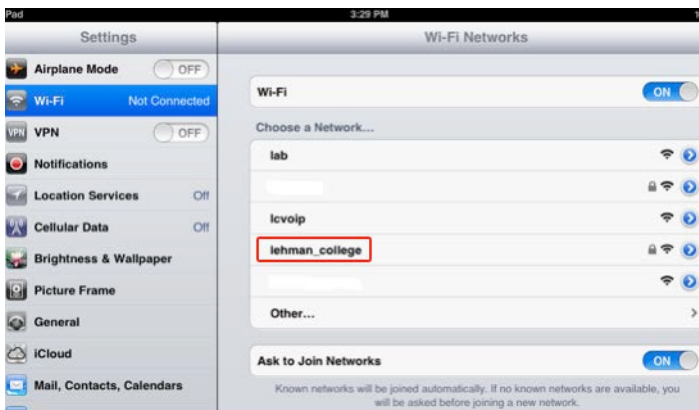 Pad
3:29 PM
1
Settings
Wi-Fi Networks
Airplane Mode OFF
Wi-Fi Not Connected
VPN VPN OFF
Notifications
Location Services Off
Cellular Data Off
Brightness & Wallpaper
Picture Frame
General
iCloud
Mail, Contacts, Calendars
Wi-Fi ON
Choose a Network...
lab
lcvoip
lehman_college
Other...
Ask to Join Networks ON
Known networks will be joined automatically. If no known networks are available, you
will be asked before joining a new network.